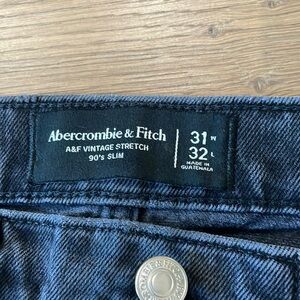 Abercrombie & Fitch
A&F VINTAGE STRETCH
90's SLIM
31 W
32 L
MADE IN
GUATEMALA